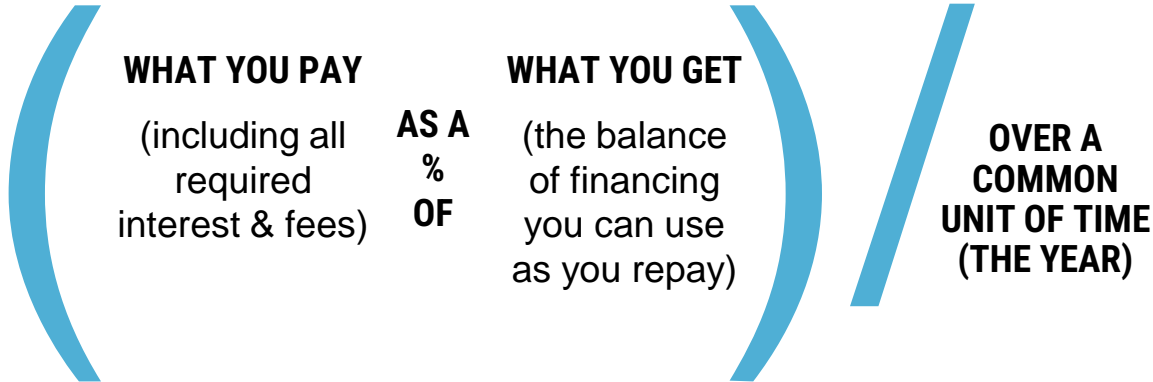 WHAT YOU PAY
(including all
required
interest & fees)
AS A
%
OF
WHAT YOU GET
(the balance
of financing
you can use
as you repay)
/
OVER A
COMMON
UNIT OF TIME
(THE YEAR)